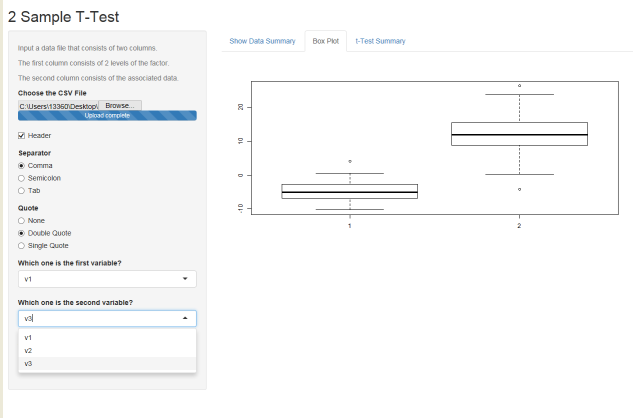 2 Sample T-Test
Input a data file that consists of two columns.
The first column consists of 2 levels of the factor.
The second column consists of the associated data.
Choose the CSV File
C:\Users\13360\Desktop\ Browse...
Upload complete
Header
Separator
Comma
Semicolon
Tab
Quote
None
Double Quote
Single Quote
Which one is the first variable?
v1
Which one is the second variable?
v3
v1
v2
v3
Show Data Summary Box Plot t-Test Summary
20
10
0
-10
1 2